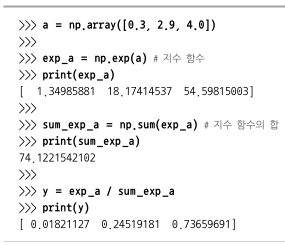 >>> a = np.array([0.3, 2.9, 4.0])
>>>
>>> exp_a = np.exp(a) # 지수 함수
>>> print(exp_a)
[  1.34985881  18.17414537  54.59815003]
>>>
>>> sum_exp_a = np.sum(exp_a) # 지수 함수의 합
>>> print(sum_exp_a)
74.1221542102
>>>
>>> y = exp_a / sum_exp_a
>>> print(y)
[ 0.01821127  0.24519181  0.73659691]